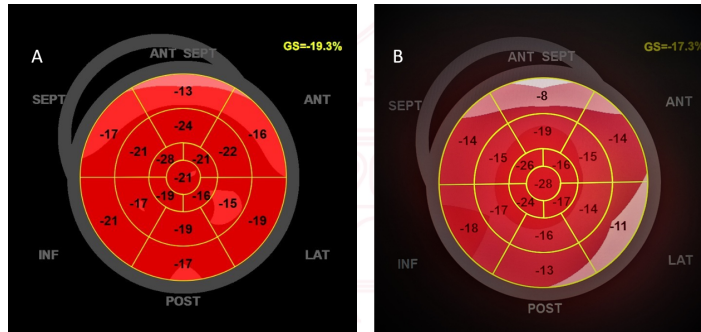 A
GS=-19.3%
ANT SEPT
SEPT
ANT
-13
-17
-16
-24
-21
-22
-28
-21
-21
-21
-17
-19
-16
-15
-19
-19
-17
INF
LAT
POST
B
GS=-17.3%
ANT SEPT
SEPT
ANT
-8
-14
-14
-19
-15
-15
-26
-16
-28
-18
-17
-24
-17
-14
-11
-16
-13
INF
LAT
POST